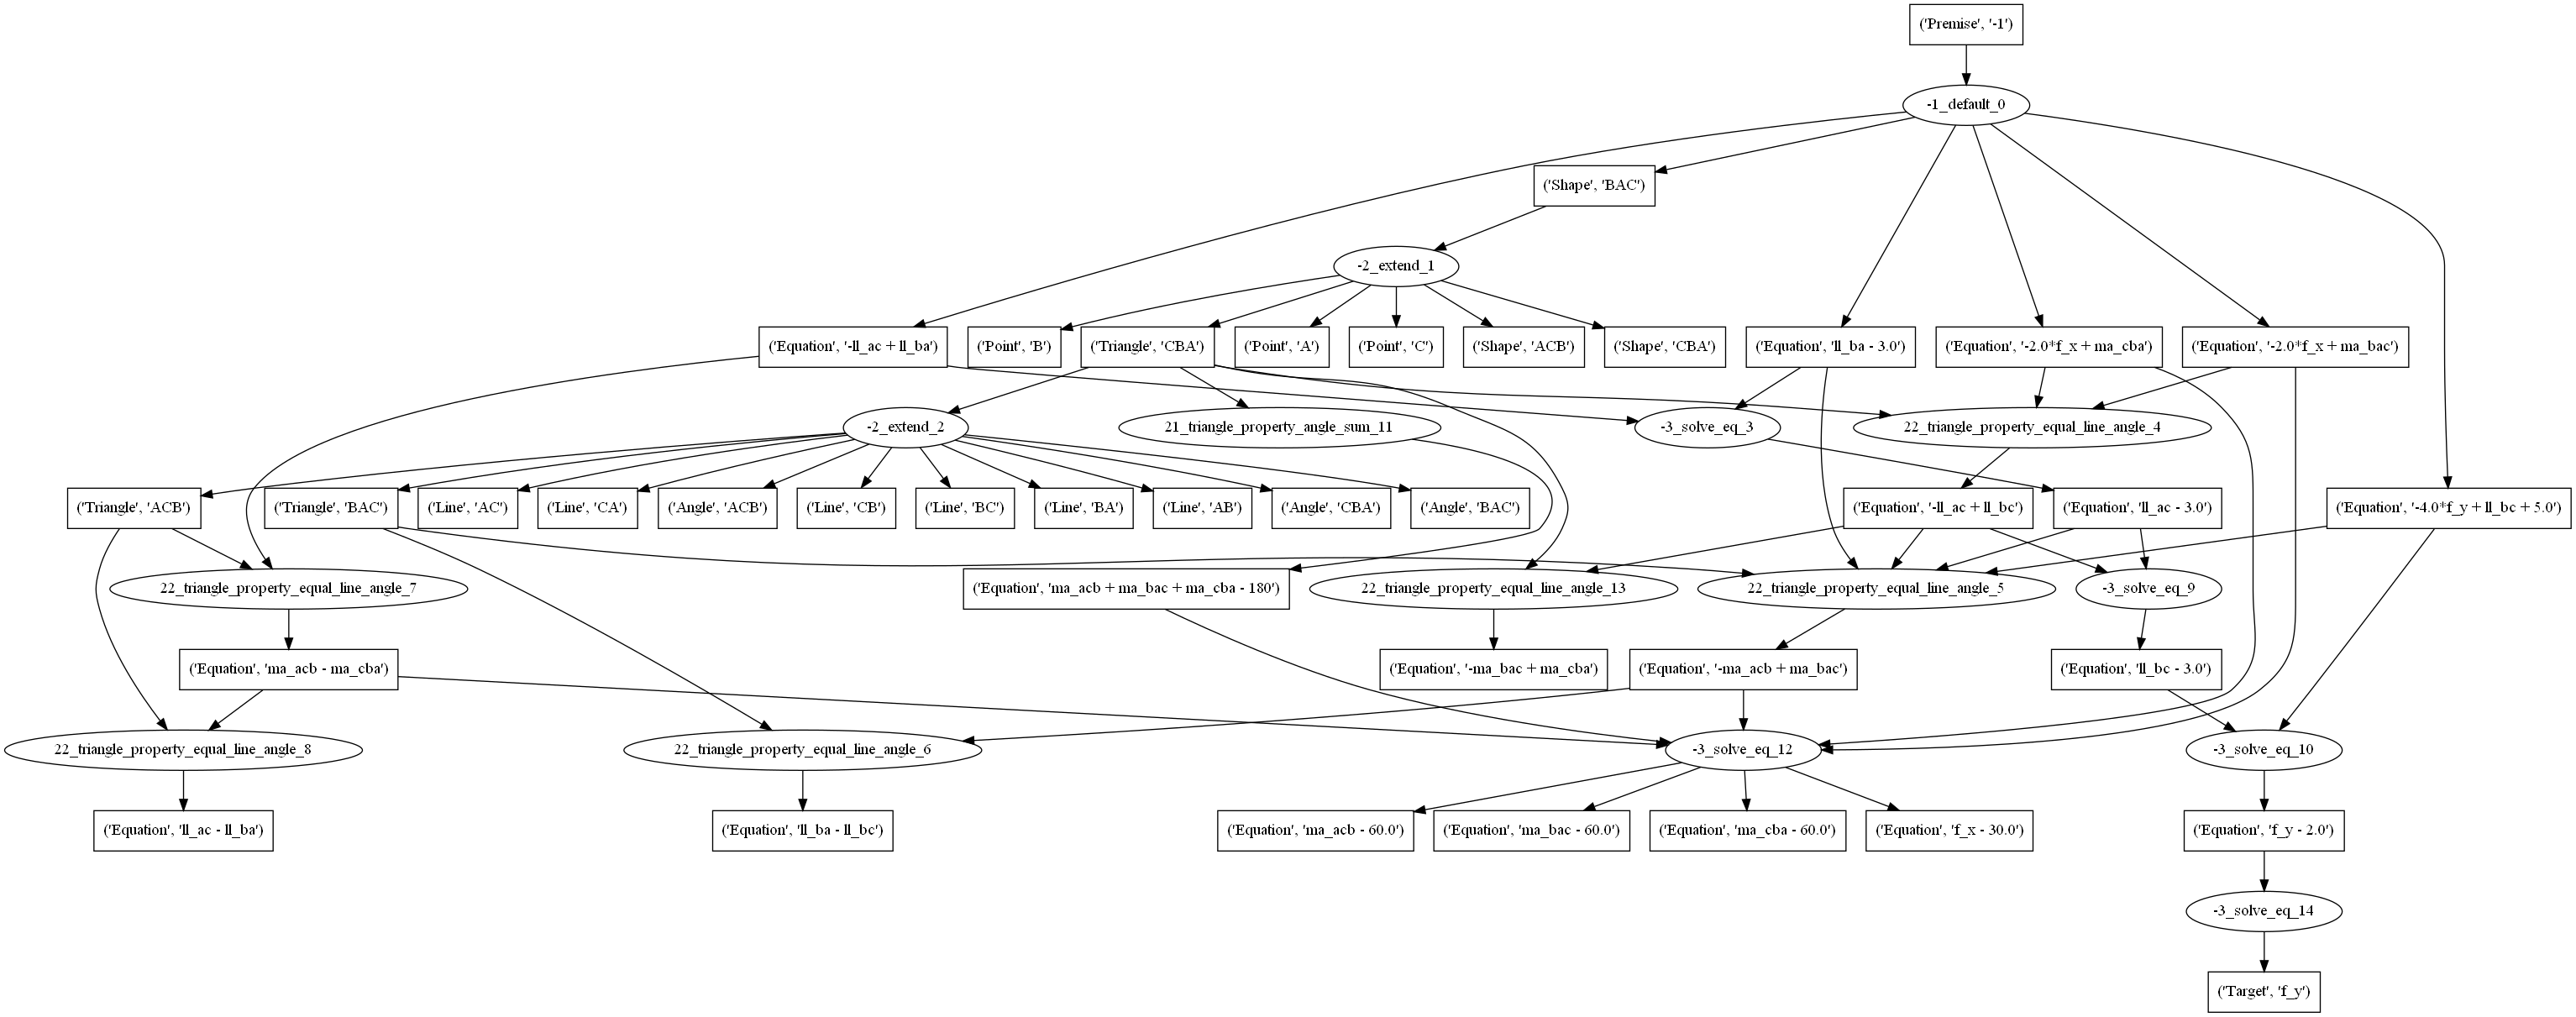 ('Premise', '-1')
-1_default_0
('Shape', 'BAC')
-2_extend_1
('Equation', '-ll_ac + ll_ba')
('Point', 'B')
('Triangle', 'CBA')
('Point', 'A')
('Point', 'C')
('Shape', 'ACB')
('Shape', 'CBA')
('Equation', 'll_ba - 3.0')
('Equation', '-2.0*f_x + ma_cba')
('Equation', '-2.0*f_x + ma_bac')
-2_extend_2
21_triangle_property_angle_sum_11
-3_solve_eq_3
22_triangle_property_equal_line_angle_4
('Triangle', 'ACB')
('Triangle', 'BAC')
('Line', 'AC')
('Line', 'CA')
('Angle', 'ACB')
('Line', 'CB')
('Line', 'BC')
('Line', 'BA')
('Line', 'AB')
('Angle', 'CBA')
('Angle', 'BAC')
('Equation', '-ll_ac + ll_bc')
('Equation', 'll_ac - 3.0')
('Equation', '-4.0*f_y + ll_bc + 5.0')
22_triangle_property_equal_line_angle_7
('Equation', 'ma_acb + ma_bac + ma_cba - 180')
22_triangle_property_equal_line_angle_13
22_triangle_property_equal_line_angle_5
-3_solve_eq_9
('Equation', 'ma_acb - ma_cba')
('Equation', '-ma_bac + ma_cba')
('Equation', '-ma_acb + ma_bac')
('Equation', 'll_bc - 3.0')
22_triangle_property_equal_line_angle_8
22_triangle_property_equal_line_angle_6
-3_solve_eq_12
-3_solve_eq_10
('Equation', 'll_ac - ll_ba')
('Equation', 'll_ba - ll_bc')
('Equation', 'ma_acb - 60.0')
('Equation', 'ma_bac - 60.0')
('Equation', 'ma_cba - 60.0')
('Equation', 'f_x - 30.0')
('Equation', 'f_y - 2.0')
-3_solve_eq_14
('Target', 'f_y')